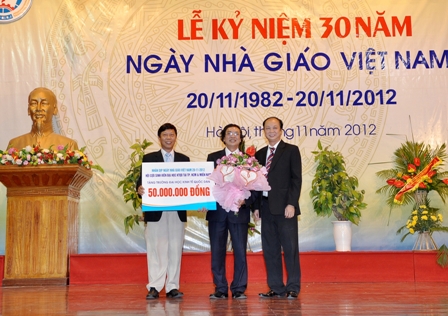 LỄ KỶ NIỆM 30 NĂM
NGÀY NHÀ GIÁO VIỆT NAM
20/11/1982 - 20/11/2012
Hà Nội, tháng 11 năm 2012
50.000.000 ĐỒNG